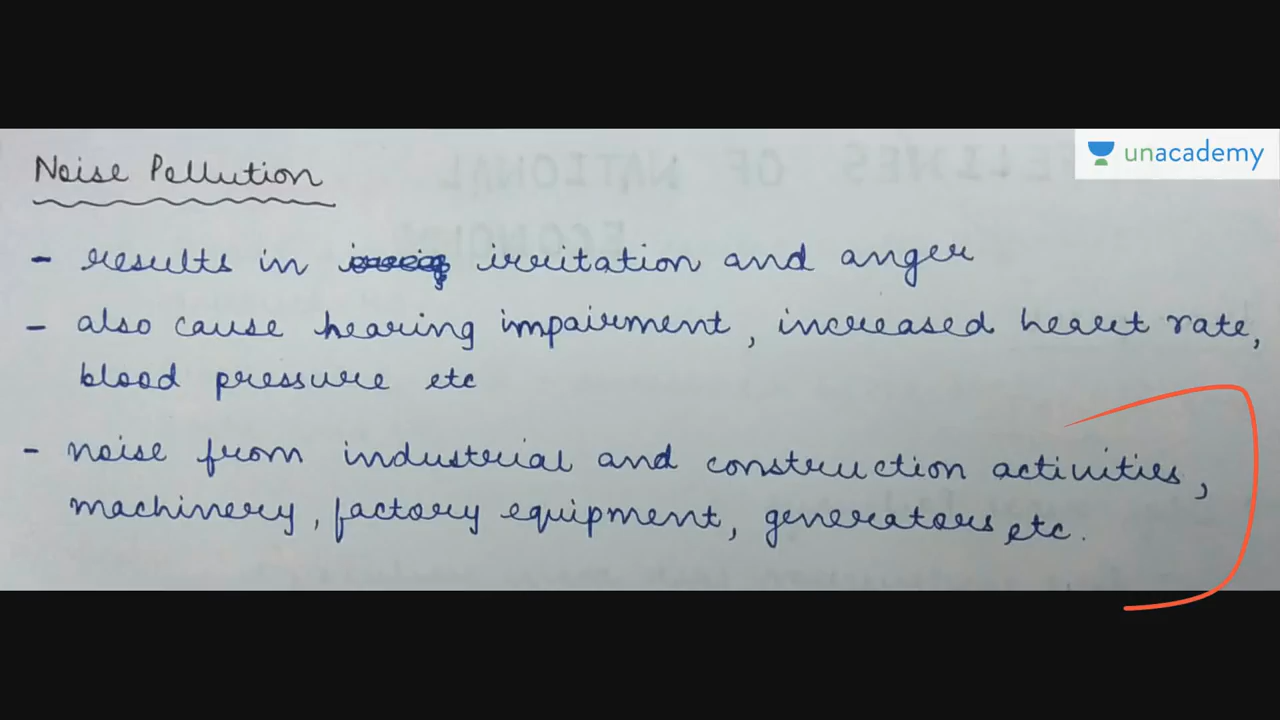 unacademy
Noise Pollution
- results in irritation and anger
- also cause hearing impairment, increased heart rate,
blood pressure etc
- noise from industrial and construction activities,
machinery, factory equipment, generators, etc.